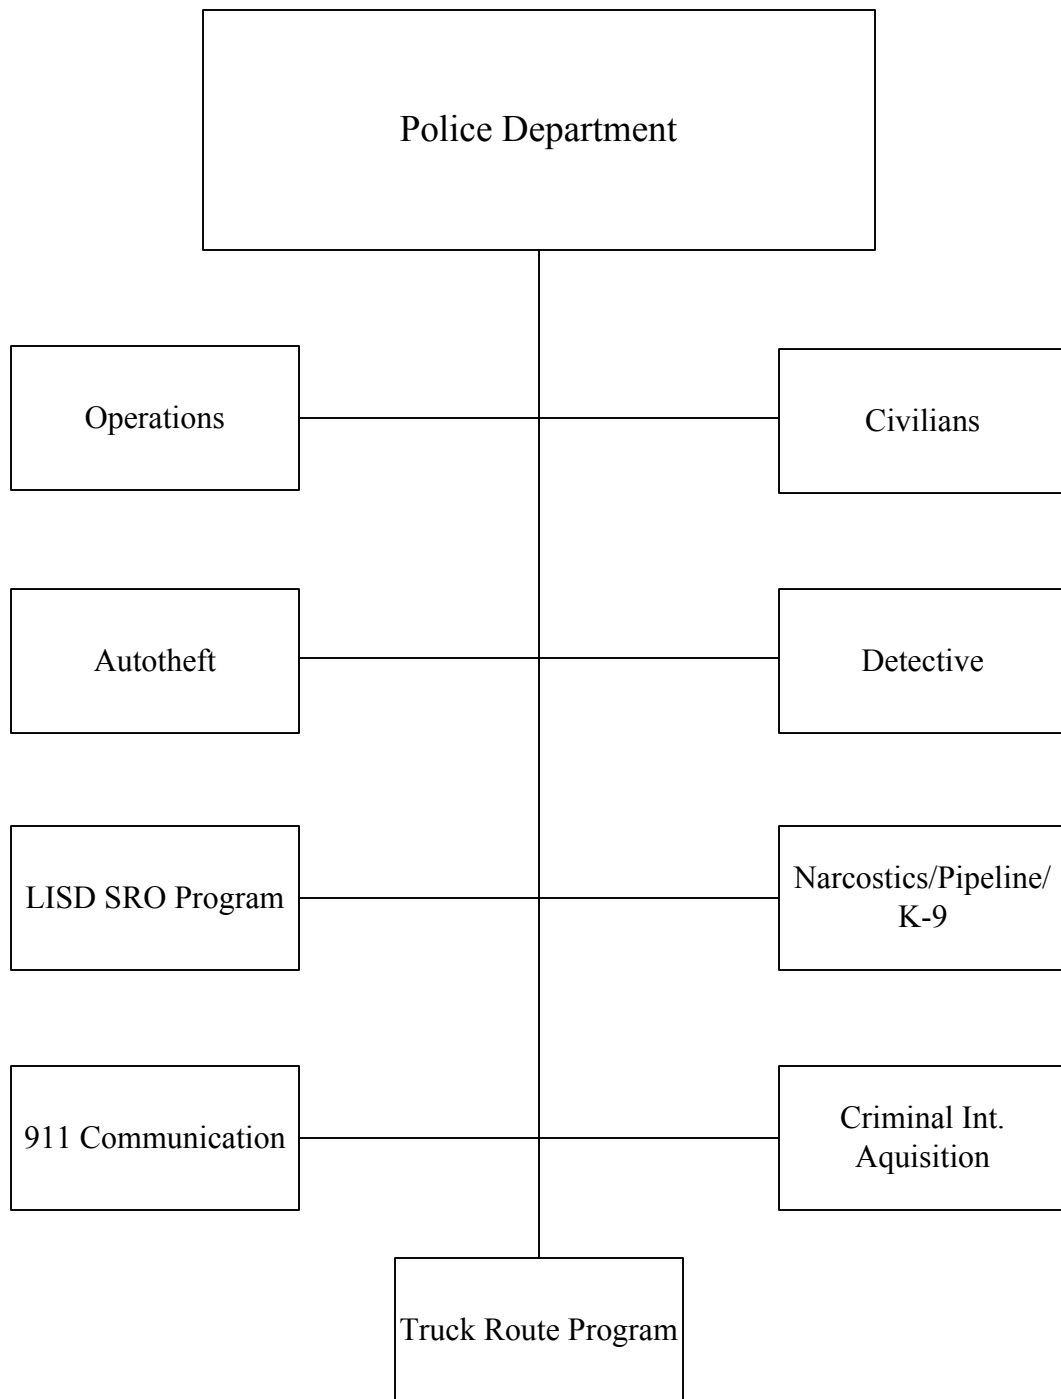 Police Department
Operations
Civilians
Autotheft
Detective
LISD SRO Program
Narcostics/Pipeline/
K-9
911 Communication
Criminal Int.
Aquisition
Truck Route Program